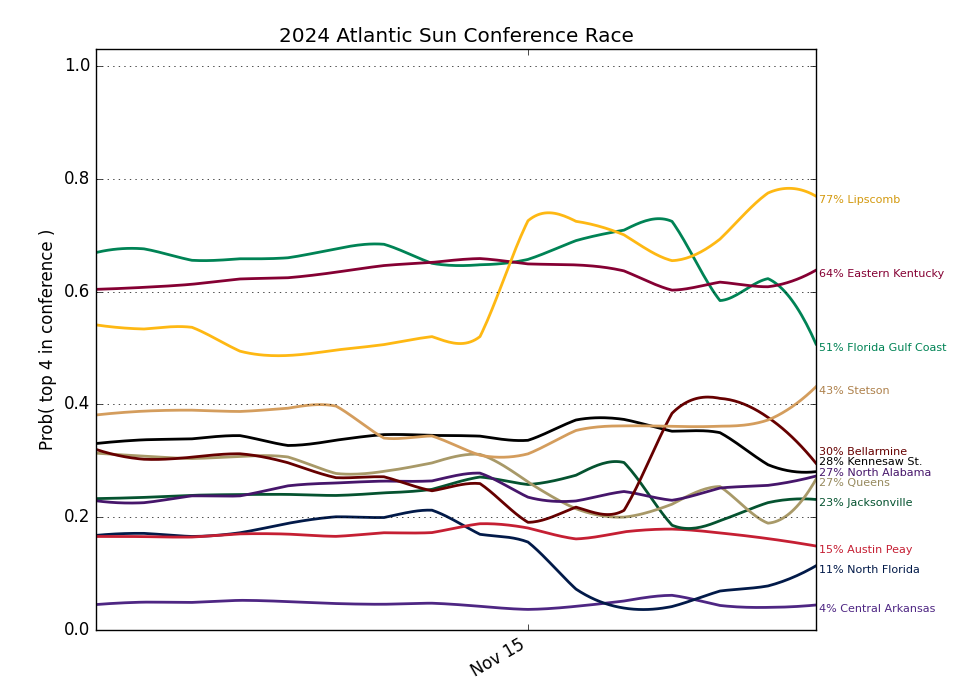 2024 Atlantic Sun Conference Race
1.0
0.8
0.6
0.4
0.2
0.0
Prob( top 4 in conference )
Nov 15
77% Lipscomb
64% Eastern Kentucky
51% Florida Gulf Coast
43% Stetson
30% Bellarmine
28% Kennesaw St.
27% North Alabama
27% Queens
23% Jacksonville
15% Austin Peay
11% North Florida
4% Central Arkansas